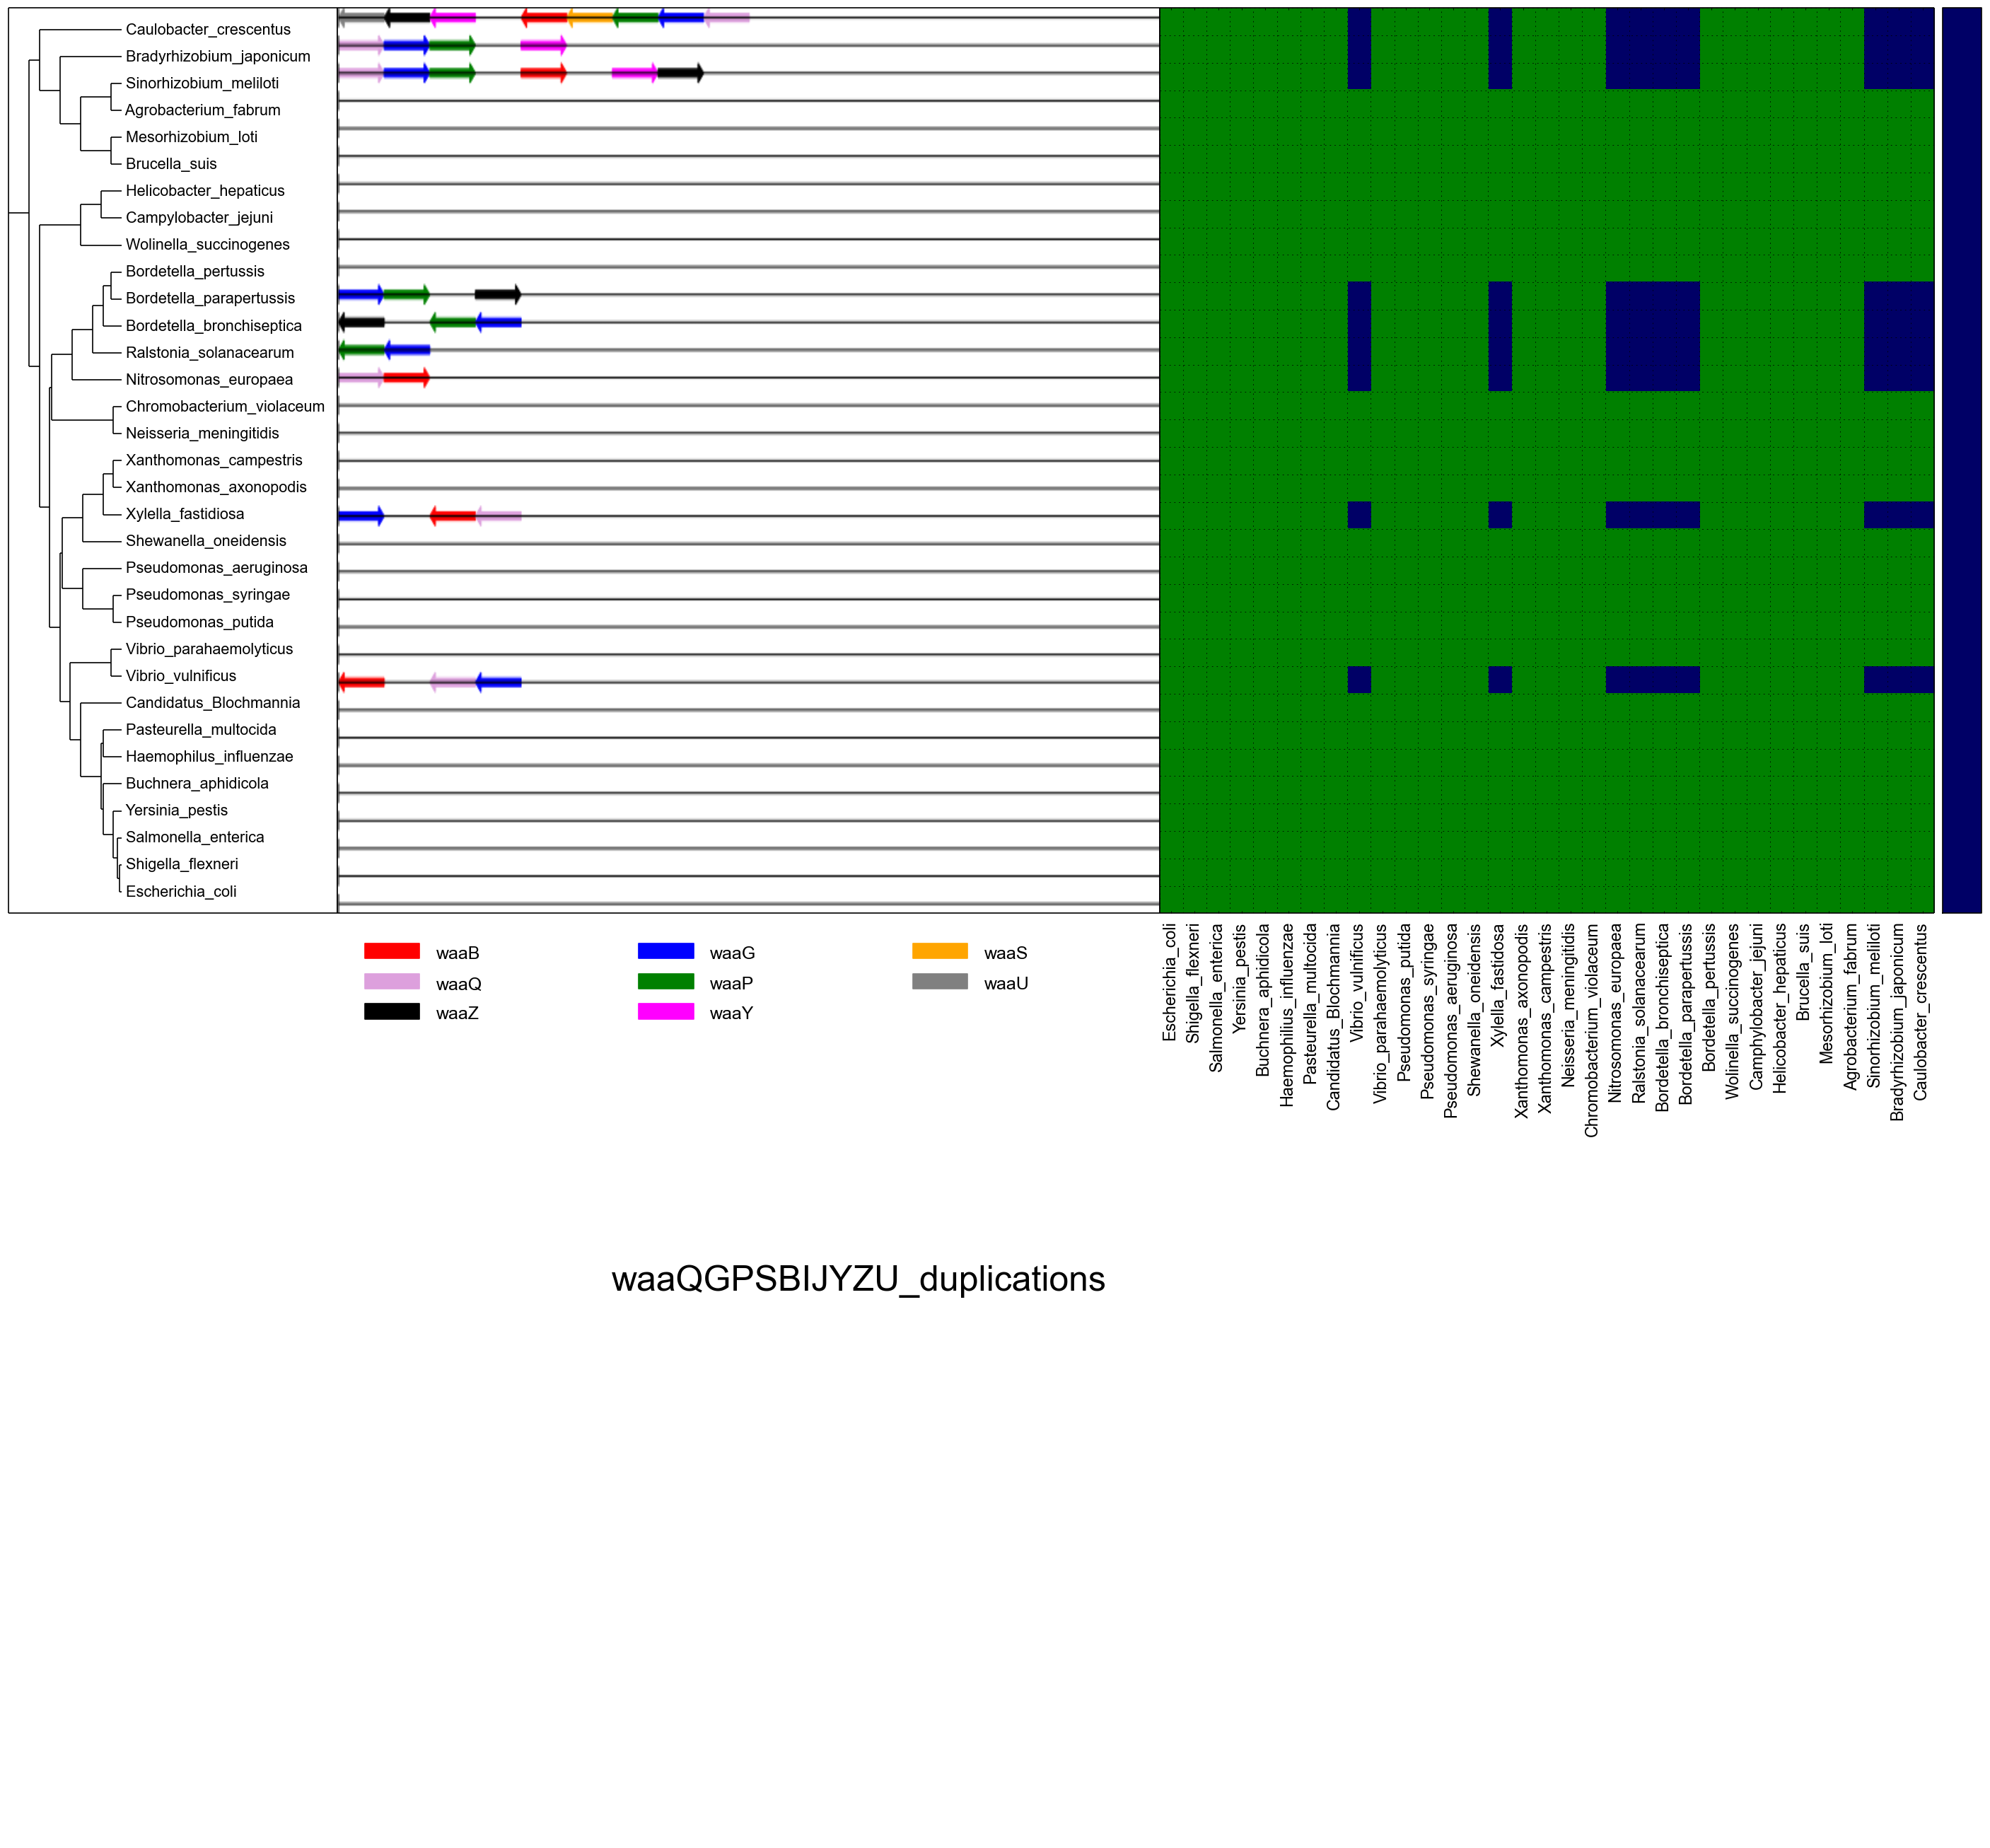 Caulobacter_crescentus
Bradyrhizobium_japonicum
Sinorhizobium_meliloti
Agrobacterium_fabrum
Mesorhizobium_loti
Brucella_suis
Helicobacter_hepaticus
Campylobacter_jejuni
Wolinella_succinogenes
Bordetella_pertussis
Bordetella_parapertussis
Bordetella_bronchiseptica
Ralstonia_solanacearum
Nitrosomonas_europaea
Chromobacterium_violaceum
Neisseria_meningitidis
Xanthomonas_campestris
Xanthomonas_axonopodis
Xylella_fastidiosa
Shewanella_oneidensis
Pseudomonas_aeruginosa
Pseudomonas_syringae
Pseudomonas_putida
Vibrio_parahaemolyticus
Vibrio_vulnificus
Candidatus_Blochmannia
Pasteurella_multocida
Haemophilus_influenzae
Buchnera_aphidicola
Yersinia_pestis
Salmonella_enterica
Shigella_flexneri
Escherichia_coli
waaB waaG waaS
waaQ waaP waaU
waaZ waaY
Escherichia_coli
Shigella_flexneri
Salmonella_enterica
Yersinia_pestis
Buchnera_aphidicola
Haemophilius_influenzae
Pasteurella_multocida
Candidatus_Blochmannia
Vibrio_vulnificus
Vibrio_parahaemolyticus
Pseudomonas_putida
Pseudomonas_syringae
Pseudomonas_aeruginosa
Shewanella_oneidensis
Xylella_fastidosa
Xanthomonas_axonopodis
Xanthomonas_campestris
Neisseria_meningitidis
Chromobacterium_violaceum
Nitrosomonas_europaea
Ralstonia_solanacearum
Bordetella_bronchiseptica
Bordetella_parapertussis
Bordetella_pertussis
Wolinella_succinogenes
Camphylobacter_jejuni
Helicobacter_hepaticus
Brucella_suis
Mesorhizobium_loti
Agrobacterium_fabrum
Sinorhizobium_meliloti
Bradyrhizobium_japonicum
Caulobacter_crescentus
waaQGPSBIJYZU_duplications